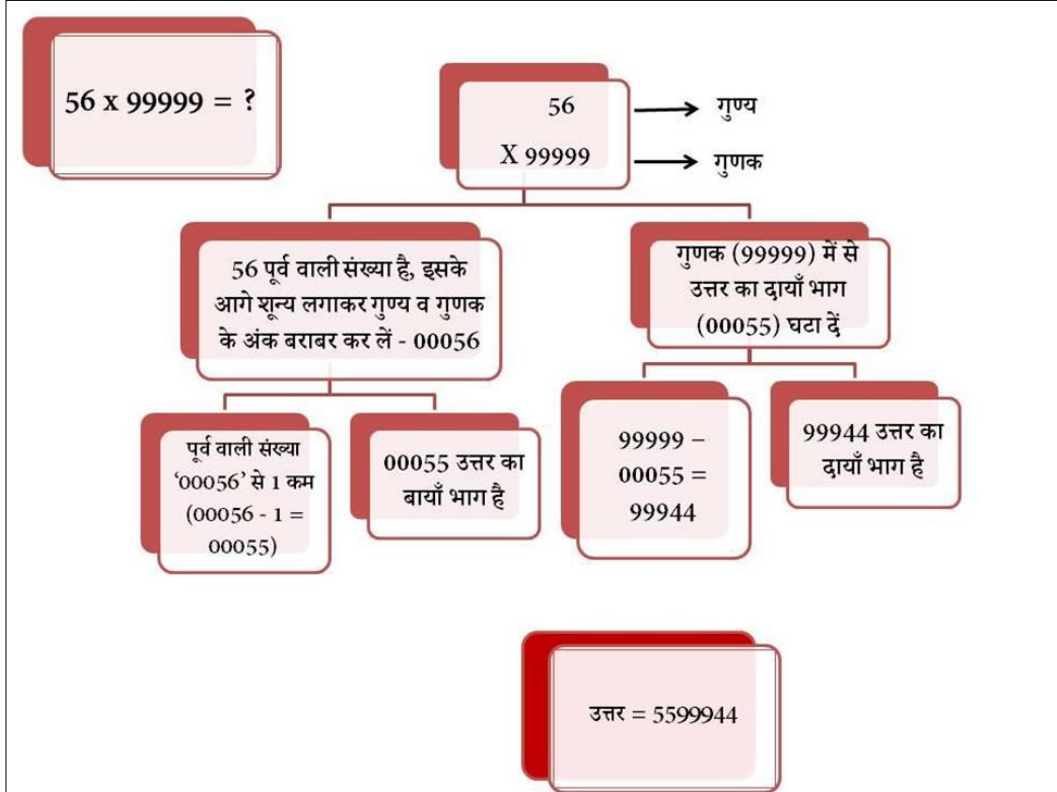 56 x 99999 = ?
56
गुण्य
X 99999
गुणक
56 पूर्व वाली संख्या है, इसके
आगे शून्य लगाकर गुण्य व गुणक
के अंक बराबर कर लें - 00056
गुणक (99999) में से
उत्तर का दायाँ भाग
(00055) घटा दें
पूर्व वाली संख्या
‘00056’ से 1 कम
(00056 - 1 =
00055)
00055 उत्तर का
बायाँ भाग है
99999 –
00055 =
99944
99944 उत्तर का
दायाँ भाग है
उत्तर = 5599944